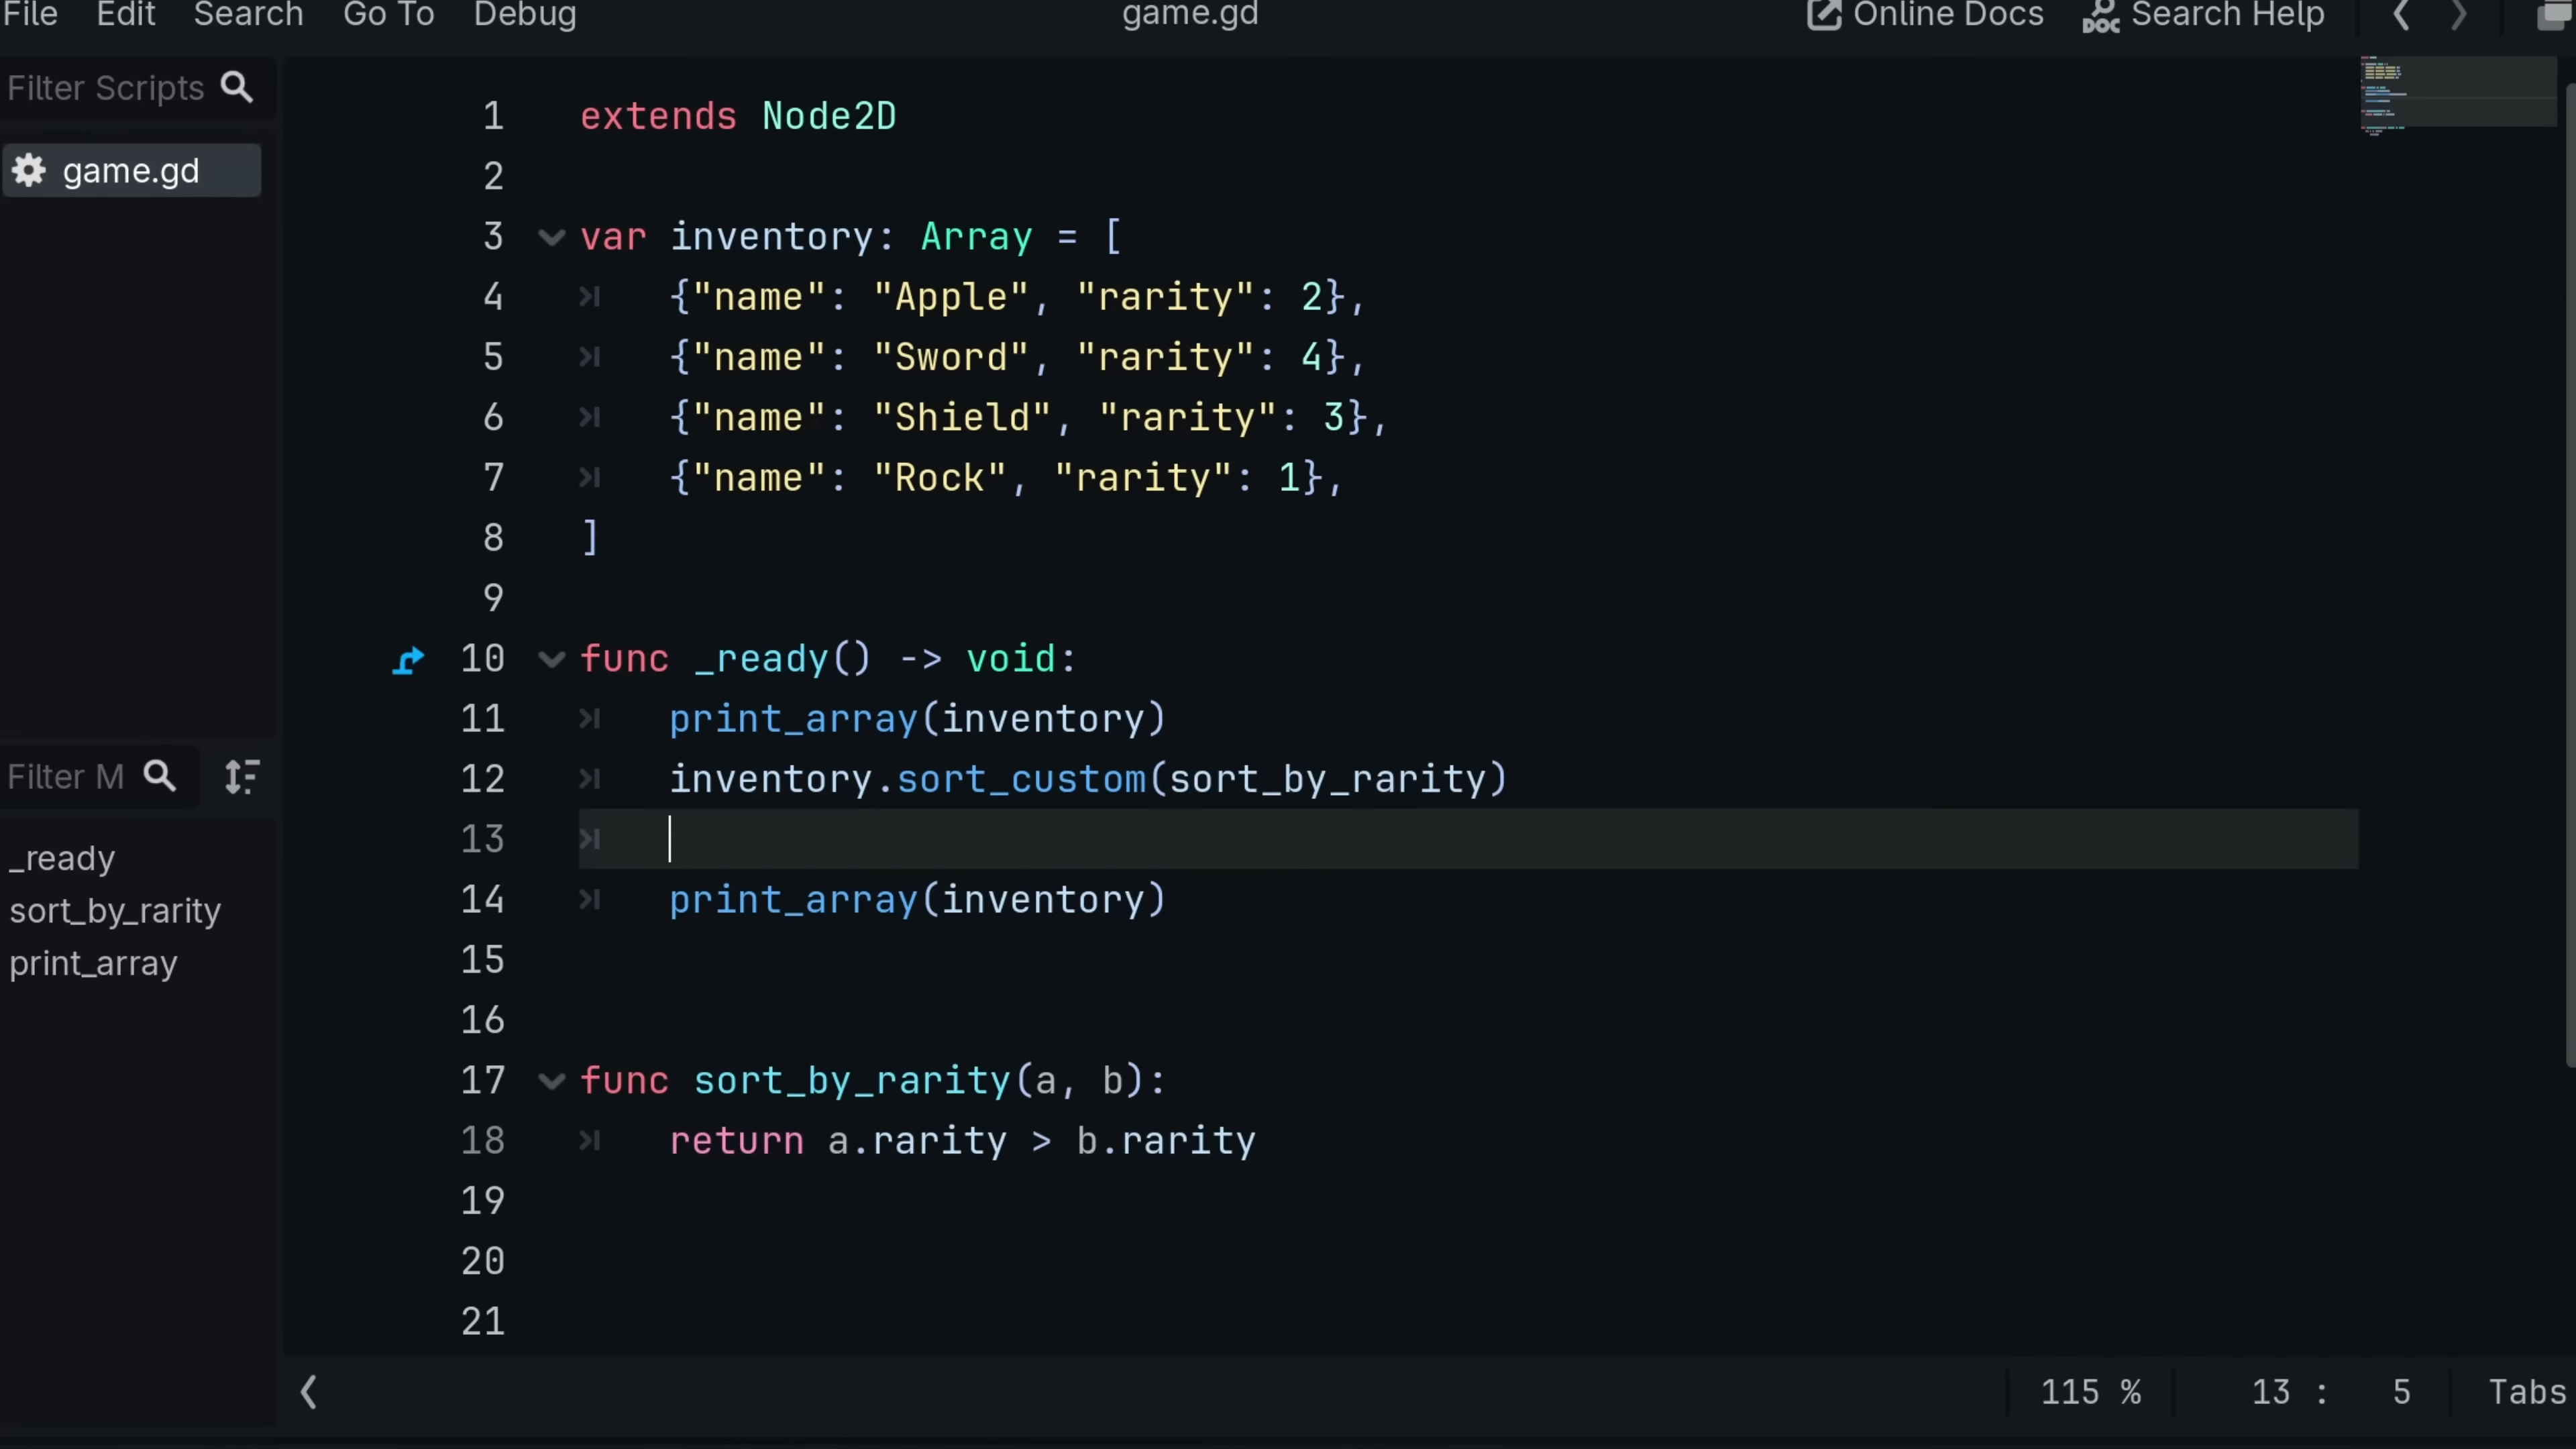 File Edit Search Go To Debug game.gd Online Docs DOC Search Help
Filter Scripts
game.gd
Filter M
_ready
sort_by_rarity
print_array
1 extends Node2D
2
3 var inventory: Array = [
4 {"name": "Apple", "rarity": 2},
5 {"name": "Sword", "rarity": 4},
6 {"name": "Shield", "rarity": 3},
7 {"name": "Rock", "rarity": 1},
8 ]
9
10 func _ready() -> void:
11 print_array(inventory)
12 inventory.sort_custom(sort_by_rarity)
13
14 print_array(inventory)
15
16
17 func sort_by_rarity(a, b):
18 return a.rarity > b.rarity
19
20
21
115 % 13 : 5 Tabs